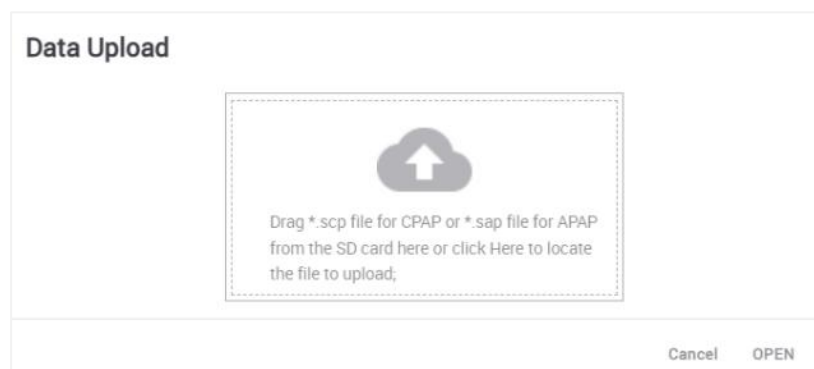 Data Upload
Drag *.scp file for CPAP or *.sap file for APAP
from the SD card here or click Here to locate
the file to upload;
Cancel OPEN